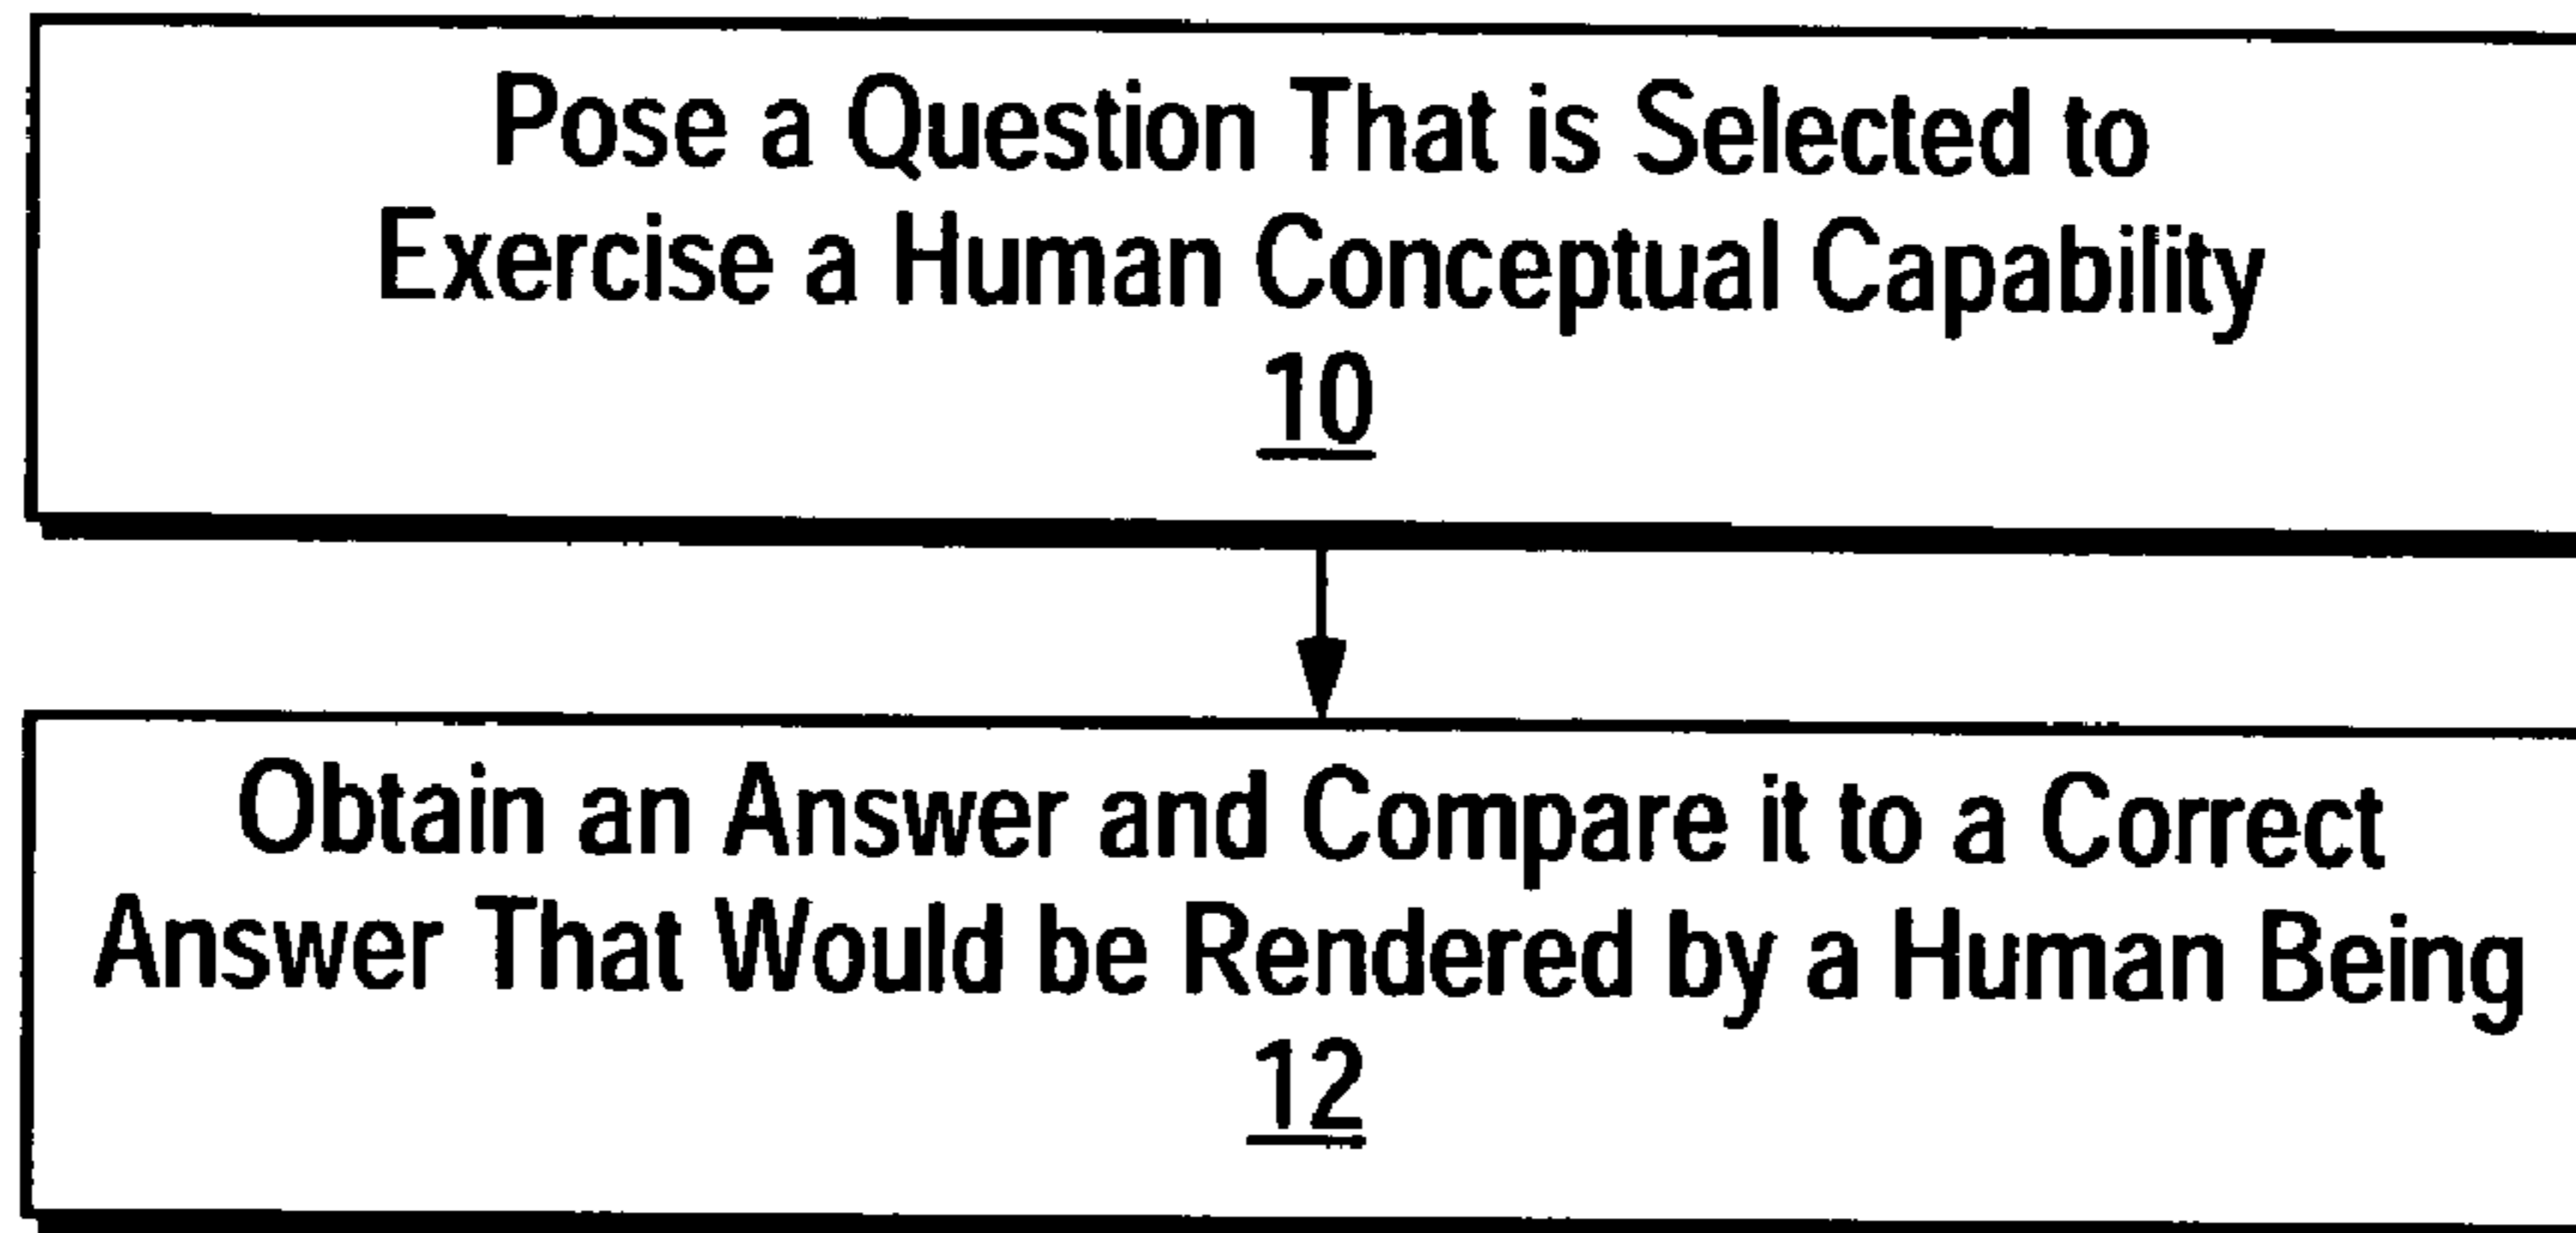 Pose a Question That is Selected to
Exercise a Human Conceptual Capability
10
Obtain an Answer and Compare it to a Correct
Answer That Would be Rendered by a Human Being
12